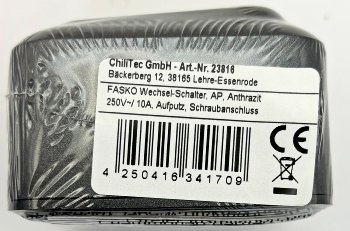 ChiliTec GmbH - Art.-Nr. 23816
Bäckerberg 12, 38165 Lehre-Essenrode
FASKO Wechsel-Schalter, AP, Anthrazit
250V~/ 10A, Aufputz, Schraubanschluss
CE
4 250416 341709